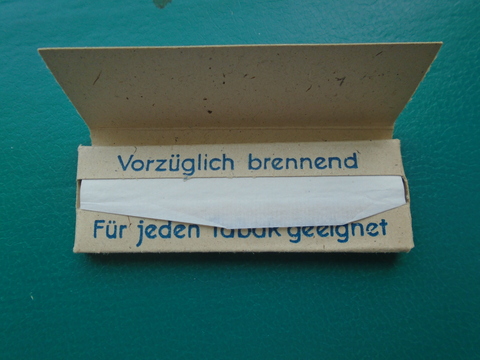 Vorzüglich brennend
Für jeden Tabak geeignet